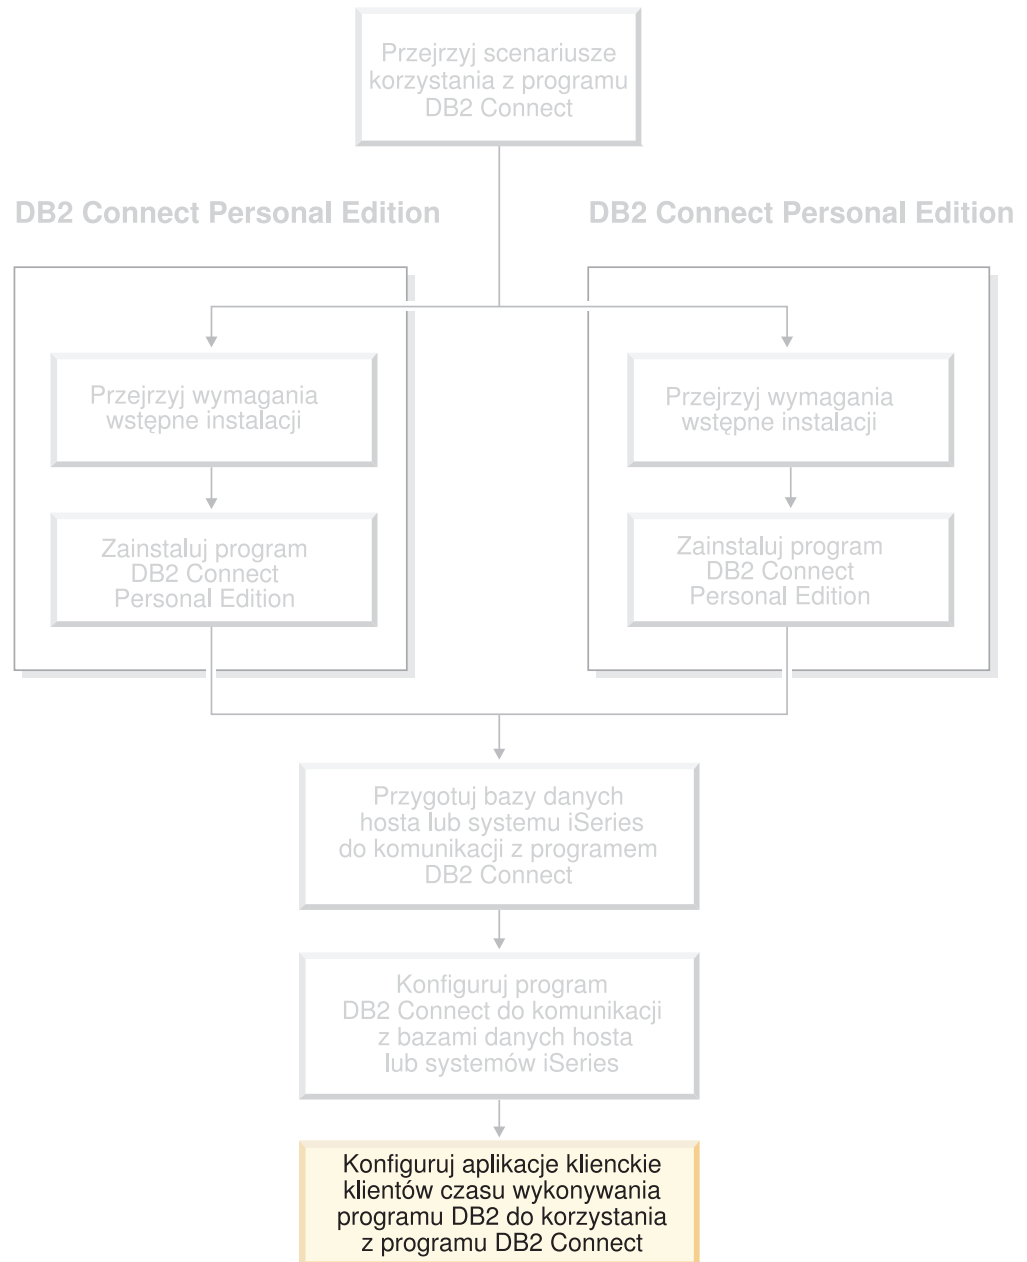 Przejrzyj scenariusze
korzystania z programu
DB2 Connect
DB2 Connect Personal Edition
DB2 Connect Personal Edition
Przejrzyj wymagania
wstępne instalacji
Przejrzyj wymagania
wstępne instalacji
Zainstaluj program
DB2 Connect
Personal Edition
Zainstaluj program
DB2 Connect
Personal Edition
Przygotuj bazy danych
hosta lub systemu iSeries
do komunikacji z programem
DB2 Connect
Konfiguruj program
DB2 Connect do komunikacji
z bazami danych hosta
lub systemów iSeries
Konfiguruj aplikacje klienckie
klientów czasu wykonywania
programu DB2 do korzystania
z programu DB2 Connect